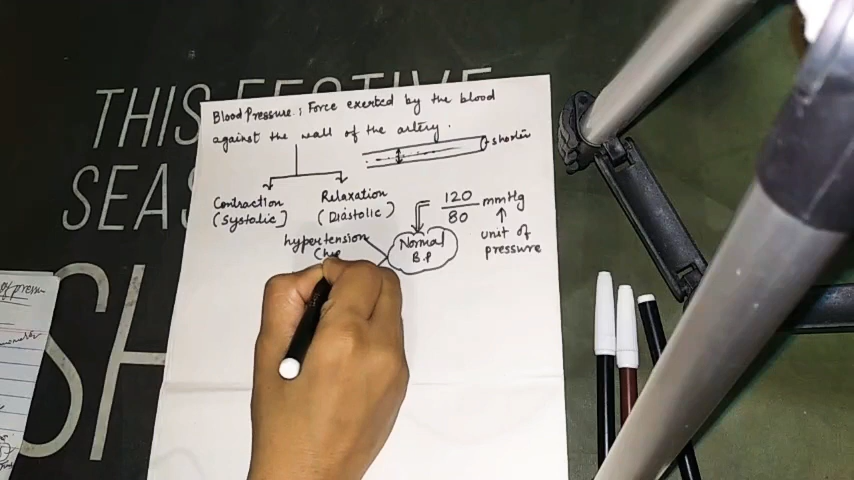 THIS FESTIVE
SEAS
SH
Blood Pressure : Force exerted by the blood
against the wall of the artery.
shorter
Contraction
(Systolic)
Relaxation
(Diastolic)
120
80
mmHg
unit of
pressure
Normal
B.P
hypertension
pressure